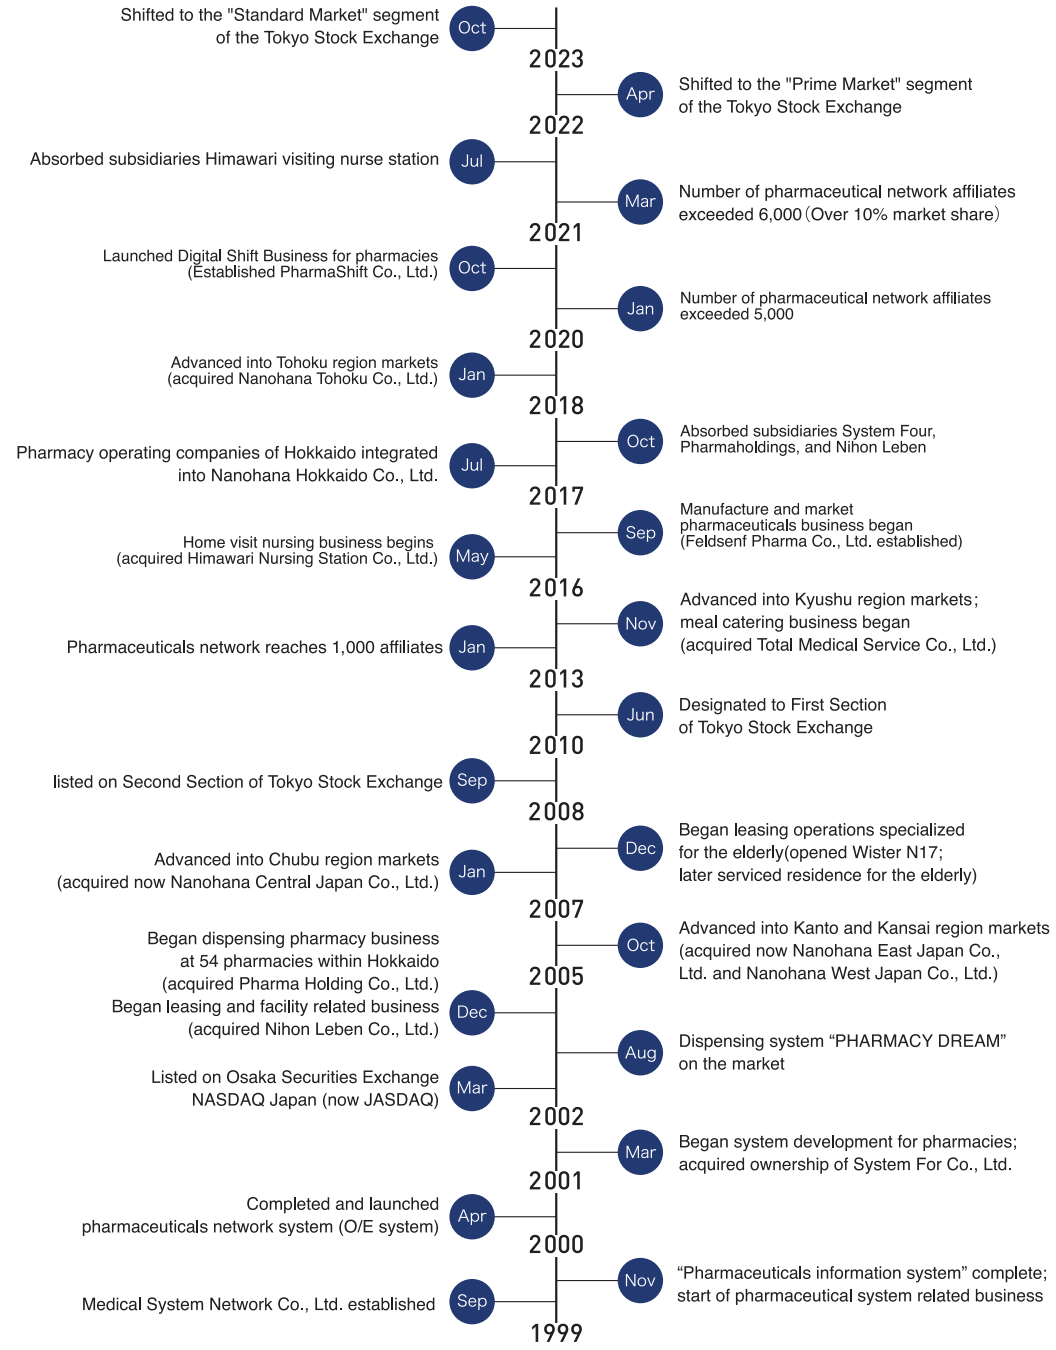 Shifted to the "Standard Market" segment
of the Tokyo Stock Exchange
Oct
2023
Apr
Shifted to the "Prime Market" segment
of the Tokyo Stock Exchange
2022
Absorbed subsidiaries Himawari visiting nurse station
Jul
Mar
Number of pharmaceutical network affiliates
exceeded 6,000 (Over 10% market share)
2021
Launched Digital Shift Business for pharmacies
(Established PharmaShift Co., Ltd.)
Oct
Jan
Number of pharmaceutical network affiliates
exceeded 5,000
2020
Advanced into Tohoku region markets
(acquired Nanohana Tohoku Co., Ltd.)
Jan
2018
Oct
Absorbed subsidiaries System Four,
Pharmaholdings, and Nihon Leben
Pharmacy operating companies of Hokkaido integrated
into Nanohana Hokkaido Co., Ltd.
Jul
2017
Sep
Manufacture and market
pharmaceuticals business began
(Feldsenf Pharma Co., Ltd. established)
Home visit nursing business begins
(acquired Himawari Nursing Station Co., Ltd.)
May
2016
Nov
Advanced into Kyushu region markets;
meal catering business began
(acquired Total Medical Service Co., Ltd.)
Pharmaceuticals network reaches 1,000 affiliates
Jan
2013
Jun
Designated to First Section
of Tokyo Stock Exchange
2010
listed on Second Section of Tokyo Stock Exchange
Sep
2008
Dec
Began leasing operations specialized
for the elderly(opened Wister N17;
later serviced residence for the elderly)
Advanced into Chubu region markets
(acquired now Nanohana Central Japan Co., Ltd.)
Jan
2007
Oct
Advanced into Kanto and Kansai region markets
(acquired now Nanohana East Japan Co.,
Ltd. and Nanohana West Japan Co., Ltd.)
2005
Began dispensing pharmacy business
at 54 pharmacies within Hokkaido
(acquired Pharma Holding Co., Ltd.)
Began leasing and facility related business
(acquired Nihon Leben Co., Ltd.)
Dec
Aug
Dispensing system “PHARMACY DREAM”
on the market
Listed on Osaka Securities Exchange
NASDAQ Japan (now JASDAQ)
Mar
2002
Mar
Began system development for pharmacies;
acquired ownership of System For Co., Ltd.
2001
Completed and launched
pharmaceuticals network system (O/E system)
Apr
2000
Nov
“Pharmaceuticals information system” complete;
start of pharmaceutical system related business
Medical System Network Co., Ltd. established
Sep
1999